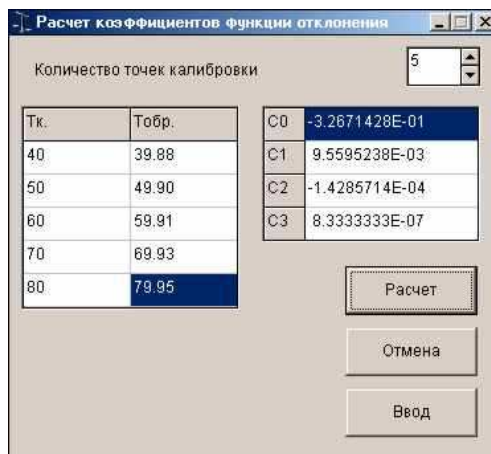 Расчет коэффициентов функции отклонения
Количество точек калибровки 5
Тк. Тобр.
40 39.88
50 49.90
60 59.91
70 69.93
80 79.95
C0 -3.2671428E-01
C1 9.5595238E-03
C2 -1.4285714E-04
C3 8.3333333E-07
Расчет
Отмена
Ввод